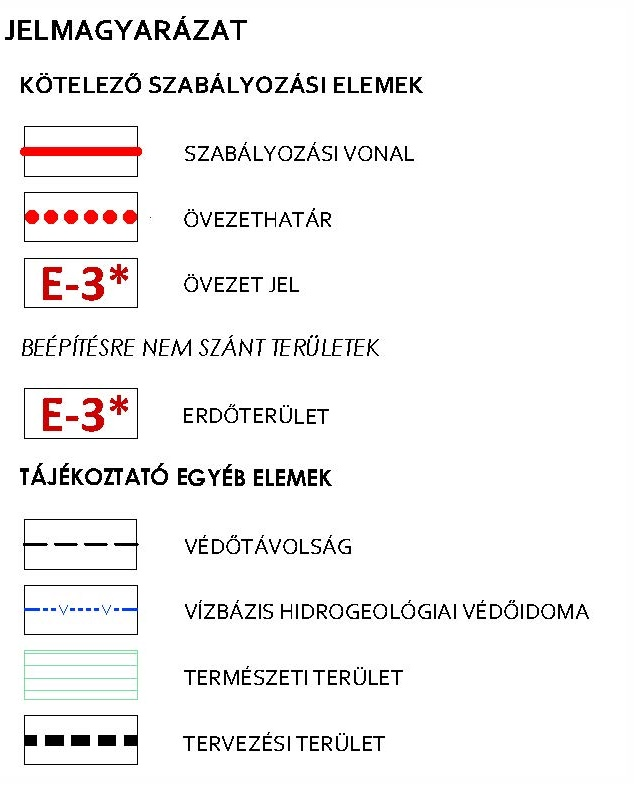 JELMAGYARÁZAT
KÖTELEZŐ SZABÁLYOZÁSI ELEMEK
SZABÁLYOZÁSI VONAL
ÖVEZETHATÁR
E-3* ÖVEZET JEL
BEÉPÍTÉSRE NEM SZÁNT TERÜLETEK
E-3* ERDŐTERÜLET
TÁJÉKOZTATÓ EGYÉB ELEMEK
VÉDŐTÁVOLSÁG
VÍZBÁZIS HIDROGEOLÓGIAI VÉDŐIDOMA
TERMÉSZETI TERÜLET
TERVEZÉSI TERÜLET